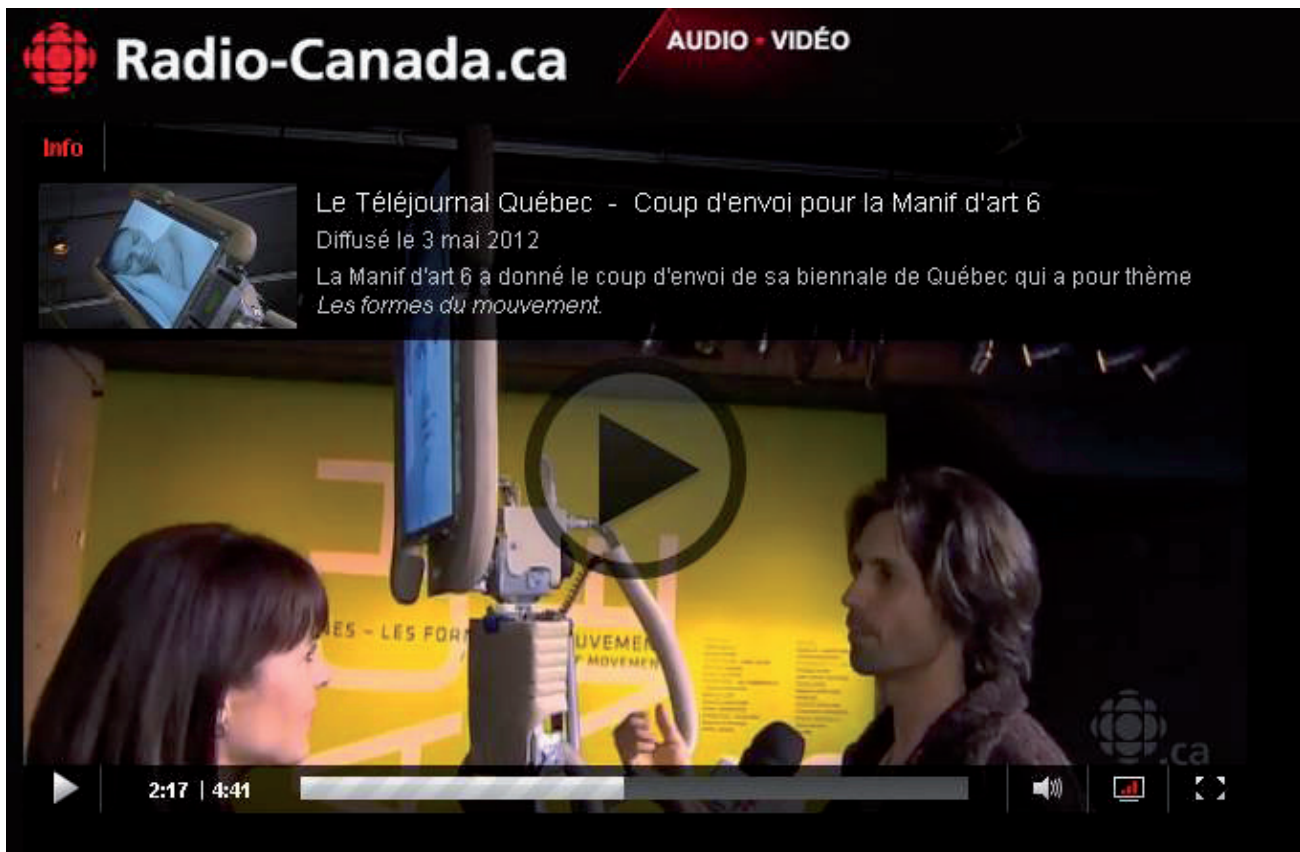 Radio-Canada.ca
AUDIO - VIDÉO
Info
Le Téléjournal Québec - Coup d'envoi pour la Manif d'art 6
Diffusé le 3 mai 2012
La Manif d'art 6 a donné le coup d'envoi de sa biennale de Québec qui a pour thème
Les formes du mouvement.
NES - LES FOR UVEME
F MOVEMEN
.ca
2:17 | 4:41